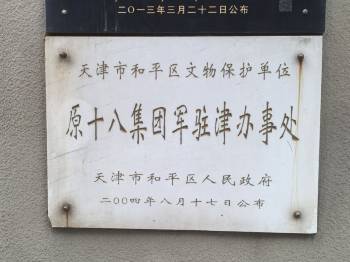 二〇一三年三月二十二日公布
天津市和平区文物保护单位
原十八集团军驻津办事处
天津市和平区人民政府
二〇〇四年八月十七日公布